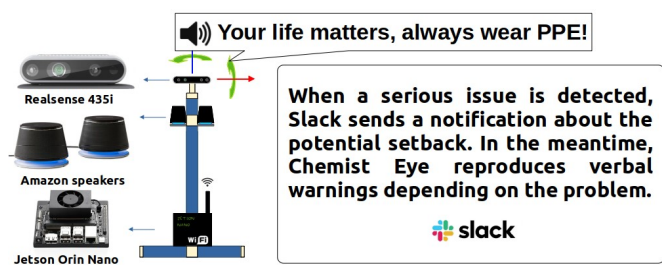 Your life matters, always wear PPE!
Realsense 435i
Amazon speakers
Jetson Orin Nano
WiFi
When a serious issue is detected,
Slack sends a notification about the
potential setback. In the meantime,
Chemist Eye reproduces verbal
warnings depending on the problem.
slack